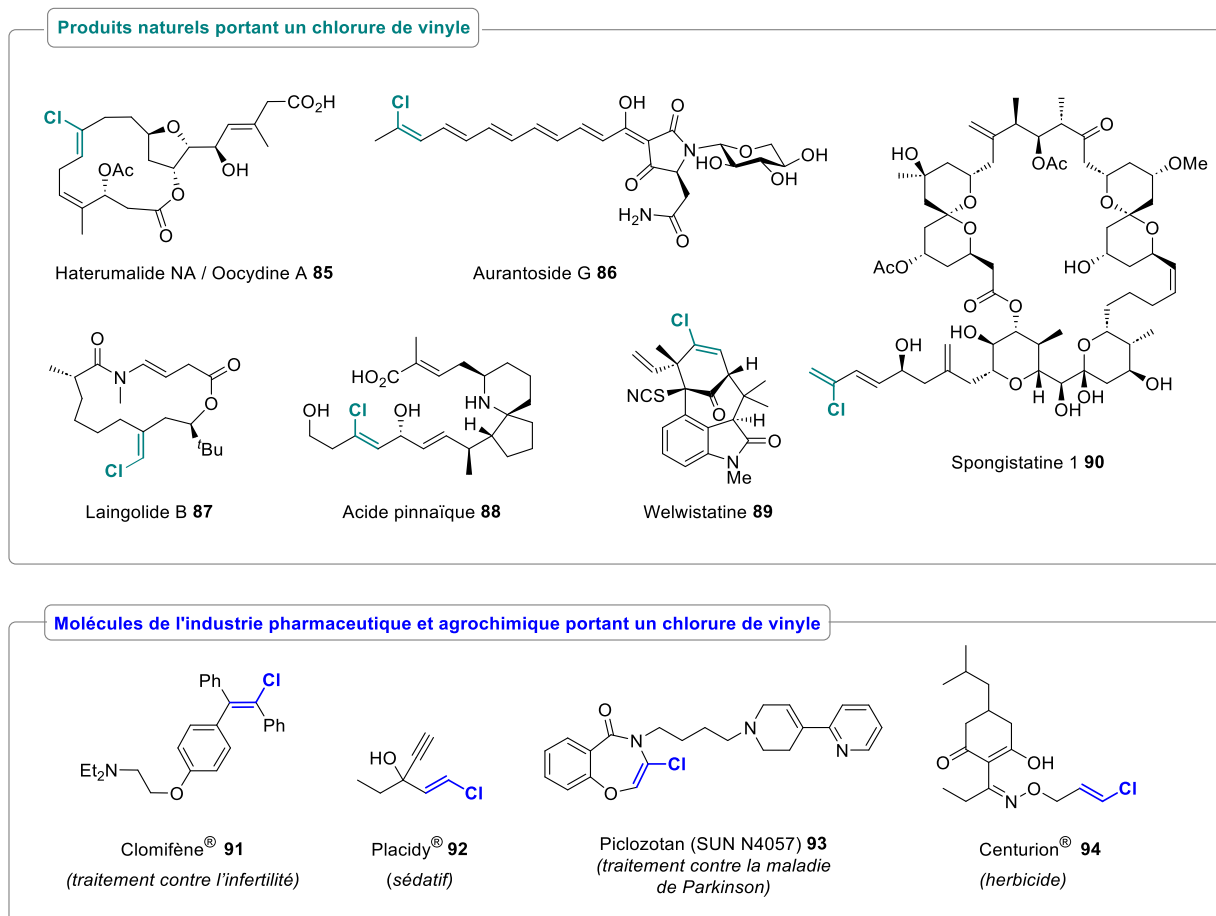 Produits naturels portant un chlorure de vinyle
Cl
O
CO2H
OH
OAc
O
O
Haterumalide NA / Oocydine A 85
Cl
OH
O
N
O
H2N
O
O
HO
OH
OH
Aurantoside G 86
HO
O
O
AcO
OAc
O
OMe
O
O
HO
O
O
HO
OH
Cl
O
OH
OH
O
OH
Spongistatine 1 90
O
N
O
O
tBu
Cl
Laingolide B 87
HO2C
HN
OH
Cl
OH
H
Acide pinnaïque 88
Cl
H
NCS
O
H
O
N
Me
Welwistatine 89
Molécules de l'industrie pharmaceutique et agrochimique portant un chlorure de vinyle
Ph
Cl
Ph
Et2N
O
Clomifène® 91
(traitement contre l'infertilité)
HO
Cl
Placidy® 92
(sédatif)
O
N
Cl
O
N
N
Piclozotan (SUN N4057) 93
(traitement contre la maladie
de Parkinson)
O
OH
N
O
Cl
Centurion® 94
(herbicide)